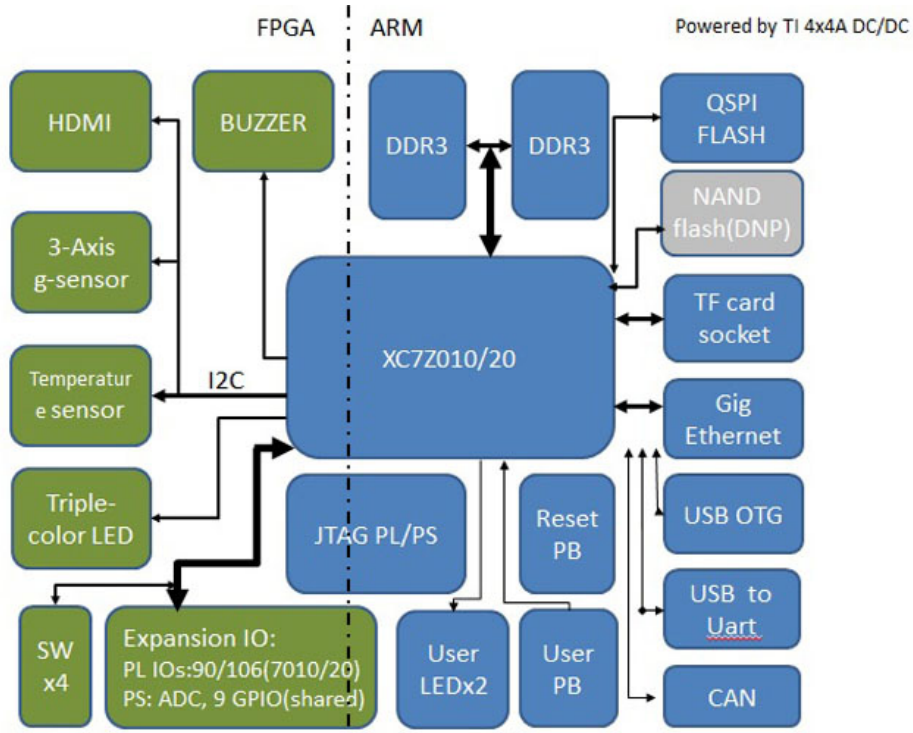 FPGA
ARM
Powered by TI 4x4A DC/DC
HDMI
BUZZER
DDR3
DDR3
QSPI
FLASH
NAND
flash(DNP)
3-Axis
g-sensor
TF card
socket
XC7Z010/20
Temperatur
e sensor
I2C
Gig
Ethernet
Triple-
color LED
JTAG PL/PS
Reset
PB
USB OTG
USB to
Uart
SW
x4
Expansion IO:
PL IOs:90/106(7010/20)
PS: ADC, 9 GPIO(shared)
User
LEDx2
User
PB
CAN